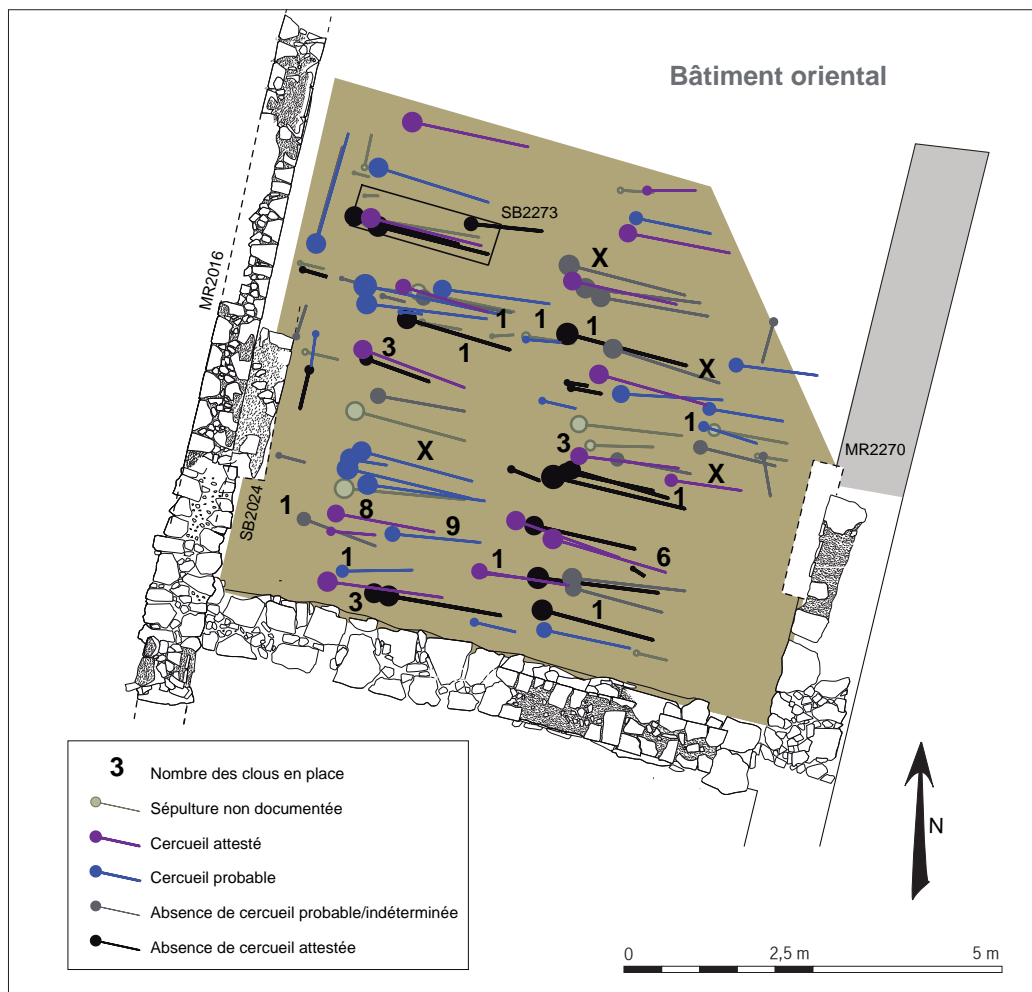 Bâtiment oriental
SB2273
MR2016
X
1
1
1
1
3
X
1
MR2270
X
3
X
1
SB2024
1
8
9
6
1
1
3
1
3 Nombre des clous en place
Sépulture non documentée
Cercueil attesté
Cercueil probable
Absence de cercueil probable/indéterminée
Absence de cercueil attestée
N
0 2,5 m 5 m